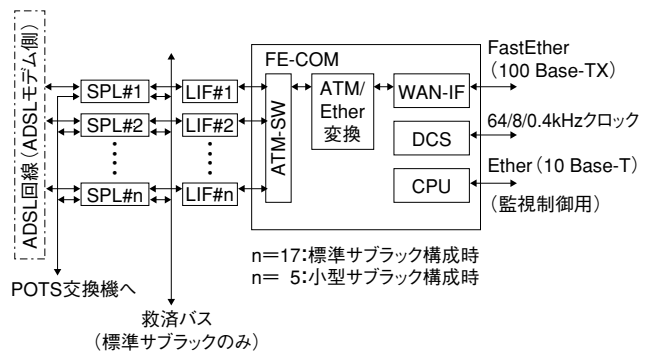 ADSL回線（ADSLモデム側）
SPL#1
SPL#2
SPL#n
LIF#1
LIF#2
LIF#n
FE-COM
ATM-SW
ATM/
Ether
変換
WAN-IF
DCS
CPU
FastEther
（100 Base-TX）
64/8/0.4kHzクロック
Ether（10 Base-T）
（監視制御用）
n＝17：標準サブラック構成時
n＝ 5：小型サブラック構成時
POTS交換機へ
救済バス
（標準サブラックのみ）